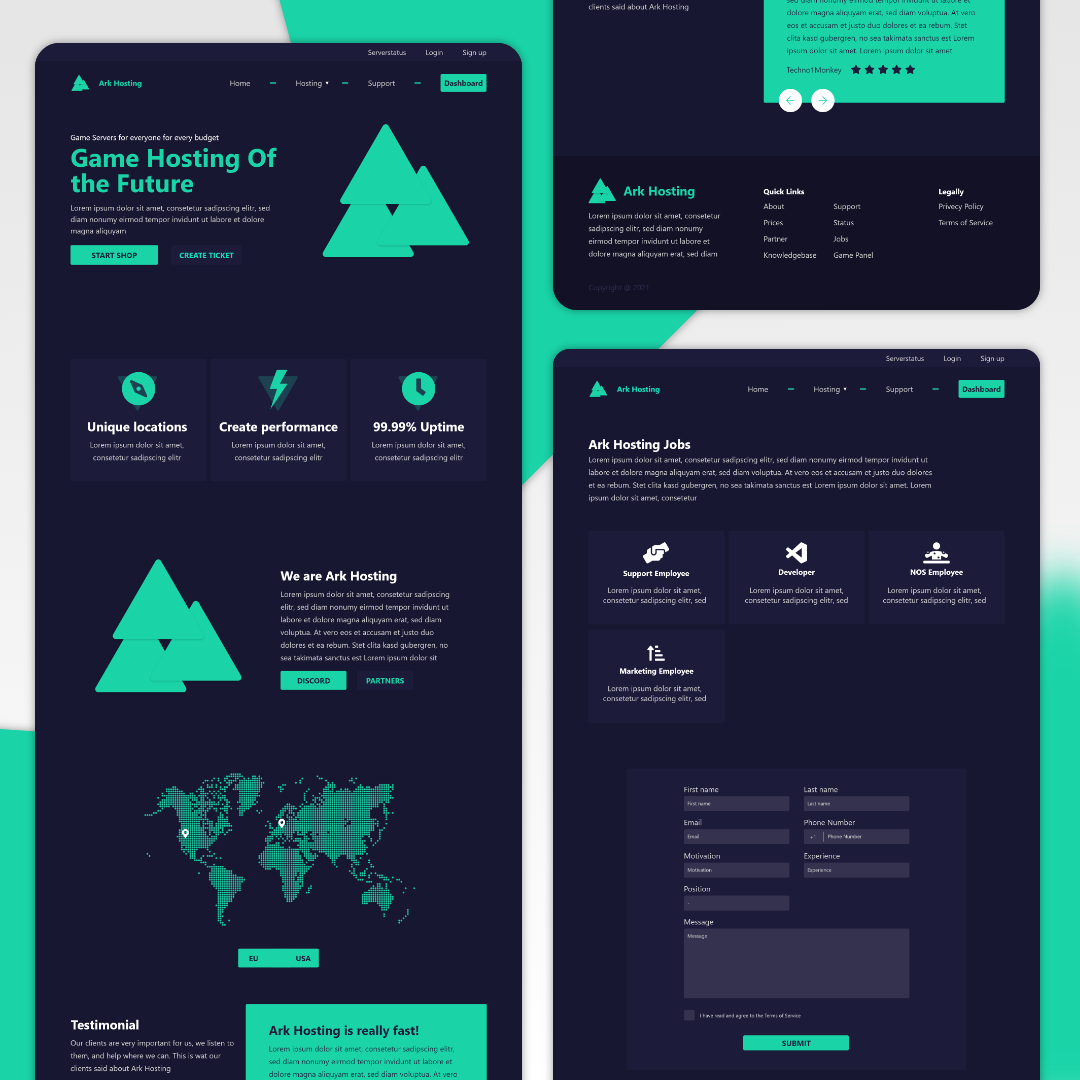 Serverstatus Login Sign up
Ark Hosting Home Hosting Support Dashboard
Game Servers for everyone for every budget
Game Hosting Of
the Future
Lorem ipsum dolor sit amet, consetetur sadipscing elitr, sed
diam nonumy eirmod tempor invidunt ut labore et dolore
magna aliquyam
START SHOP CREATE TICKET
Unique locations
Lorem ipsum dolor sit amet,
consetetur sadipscing elitr
Create performance
Lorem ipsum dolor sit amet,
consetetur sadipscing elitr
99.99% Uptime
Lorem ipsum dolor sit amet,
consetetur sadipscing elitr
We are Ark Hosting
Lorem ipsum dolor sit amet, consetetur sadipscing
elitr, sed diam nonumy eirmod tempor invidunt ut
labore et dolore magna aliquyam erat, sed diam
voluptua. At vero eos et accusam et justo duo
dolores et ea rebum. Stet clita kasd gubergren, no
sea takimata sanctus est Lorem ipsum dolor sit
DISCORD PARTNERS
EU USA
Testimonial
Our clients are very important for us, we listen to
them, and help where we can. This is wat our
clients said about Ark Hosting
Ark Hosting is really fast!
Lorem ipsum dolor sit amet, consetetur sadipscing elitr,
sed diam nonumy eirmod tempor invidunt ut labore et
dolore magna aliquyam erat, sed diam voluptua. At vero
clients said about Ark Hosting
sed diam nonumy eirmod tempor invidunt ut labore et
dolore magna aliquyam erat, sed diam voluptua. At vero
eos et accusam et justo duo dolores et ea rebum. Stet
clita kasd gubergren, no sea takimata sanctus est Lorem
ipsum dolor sit amet. Lorem ipsum dolor sit amet
Techno1Monkey
Ark Hosting
Lorem ipsum dolor sit amet, consetetur
sadipscing elitr, sed diam nonumy
eirmod tempor invidunt ut labore et
dolore magna aliquyam erat, sed diam
Copyright @ 2021
Quick Links
About Support
Prices Status
Partner Jobs
Knowledgebase Game Panel
Legally
Privecy Policy
Terms of Service
Serverstatus Login Sign up
Ark Hosting Home Hosting Support Dashboard
Ark Hosting Jobs
Lorem ipsum dolor sit amet, consetetur sadipscing elitr, sed diam nonumy eirmod tempor invidunt ut
labore et dolore magna aliquyam erat, sed diam voluptua. At vero eos et accusam et justo duo dolores
et ea rebum. Stet clita kasd gubergren, no sea takimata sanctus est Lorem ipsum dolor sit amet. Lorem
ipsum dolor sit amet, consetetur
Support Employee
Lorem ipsum dolor sit amet,
consetetur sadipscing elitr, sed
Developer
Lorem ipsum dolor sit amet,
consetetur sadipscing elitr, sed
NOS Employee
Lorem ipsum dolor sit amet,
consetetur sadipscing elitr, sed
Marketing Employee
Lorem ipsum dolor sit amet,
consetetur sadipscing elitr, sed
First name Last name
First name Last name
Email Phone Number
Email Phone Number
Motivation Experience
Motivation Experience
Position
Message
Message
I have read and agree to the Terms of Service
SUBMIT